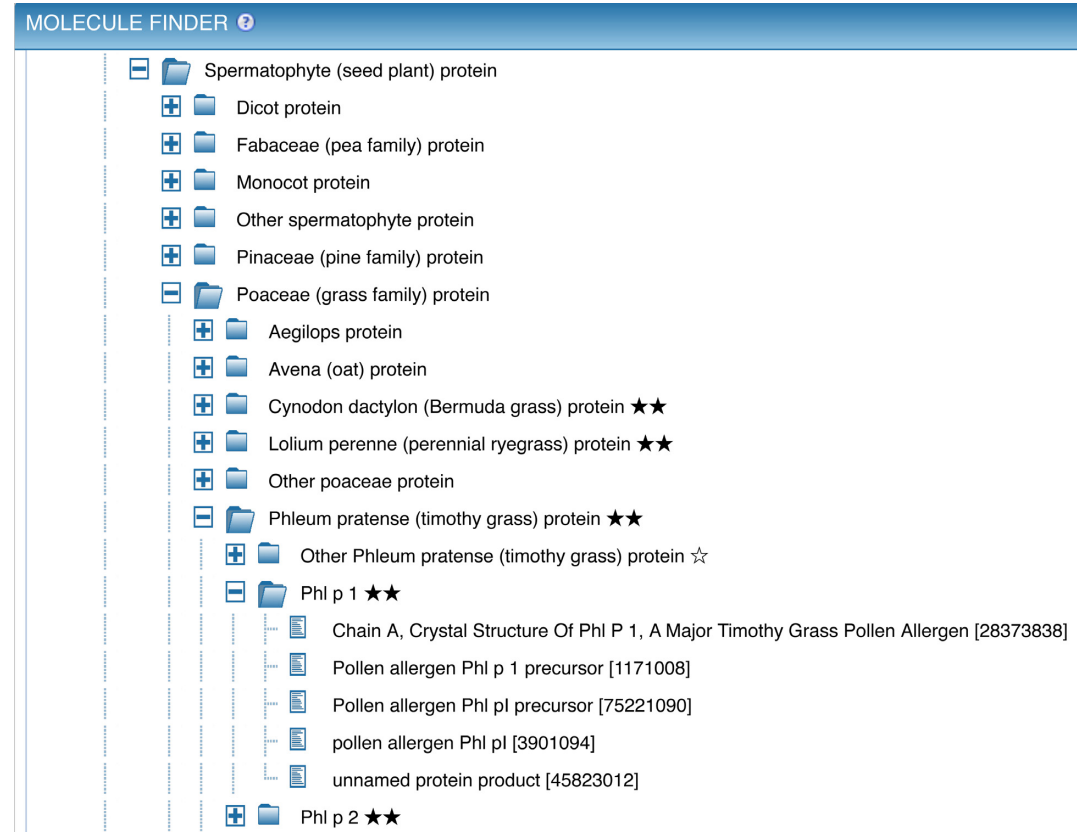 MOLECULE FINDER ?
Spermatophyte (seed plant) protein
Dicot protein
Fabaceae (pea family) protein
Monocot protein
Other spermatophyte protein
Pinaceae (pine family) protein
Poaceae (grass family) protein
Aegilops protein
Avena (oat) protein
Cynodon dactylon (Bermuda grass) protein ★★
Lolium perenne (perennial ryegrass) protein ★★
Other poaceae protein
Phleum pratense (timothy grass) protein ★★
Other Phleum pratense (timothy grass) protein ☆
Phl p 1 ★★
Chain A, Crystal Structure Of Phl P 1, A Major Timothy Grass Pollen Allergen [28373838]
Pollen allergen Phl p 1 precursor [1171008]
Pollen allergen Phl pI precursor [75221090]
pollen allergen Phl pI [3901094]
unnamed protein product [45823012]
Phl p 2 ★★